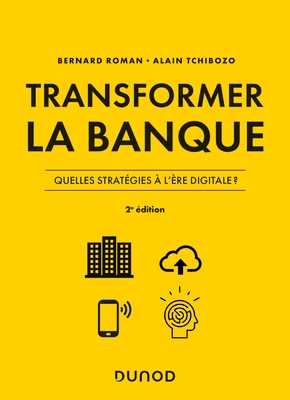 BERNARD ROMAN • ALAIN TCHIBOZO
TRANSFORMER
LA BANQUE
QUELLES STRATÉGIES À L'ÈRE DIGITALE ?
2e édition
DUNOD